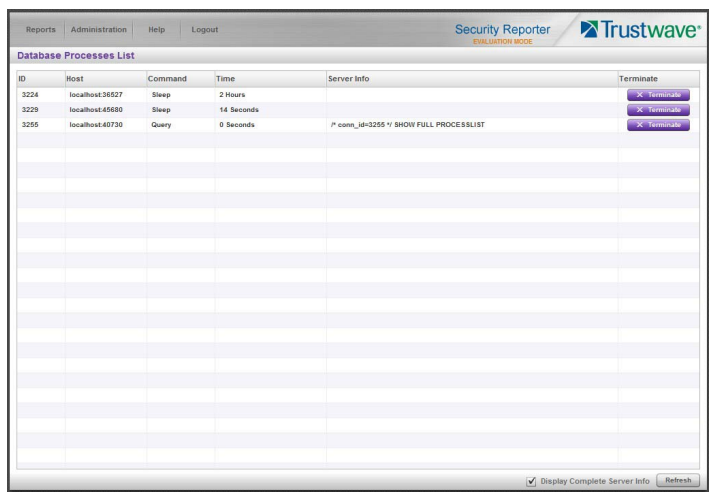 Reports Administration Help Logout
Security Reporter
EVALUATION MODE
Trustwave®
Database Processes List
ID Host Command Time Server Info Terminate
3224 localhost:36527 Sleep 2 Hours X Terminate
3229 localhost:45680 Sleep 14 Seconds X Terminate
3255 localhost:40730 Query 0 Seconds /* conn_id=3255 */ SHOW FULL PROCESSLIST X Terminate
Display Complete Server Info Refresh